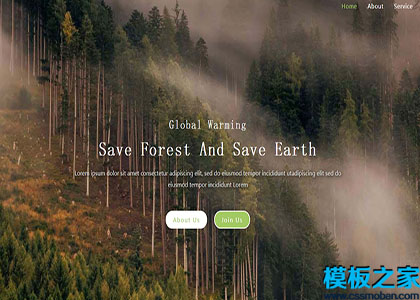 Home About Service
Global Warming
Save Forest And Save Earth
Lorem ipsum dolor sit amet consectetur adipiscing elit, sed do eiusmod tempor incididunt utadipiscing elit sed do
eiusmod tempor incididunt Lorem
About Us Join Us
模板之家
www.cssmoban.com